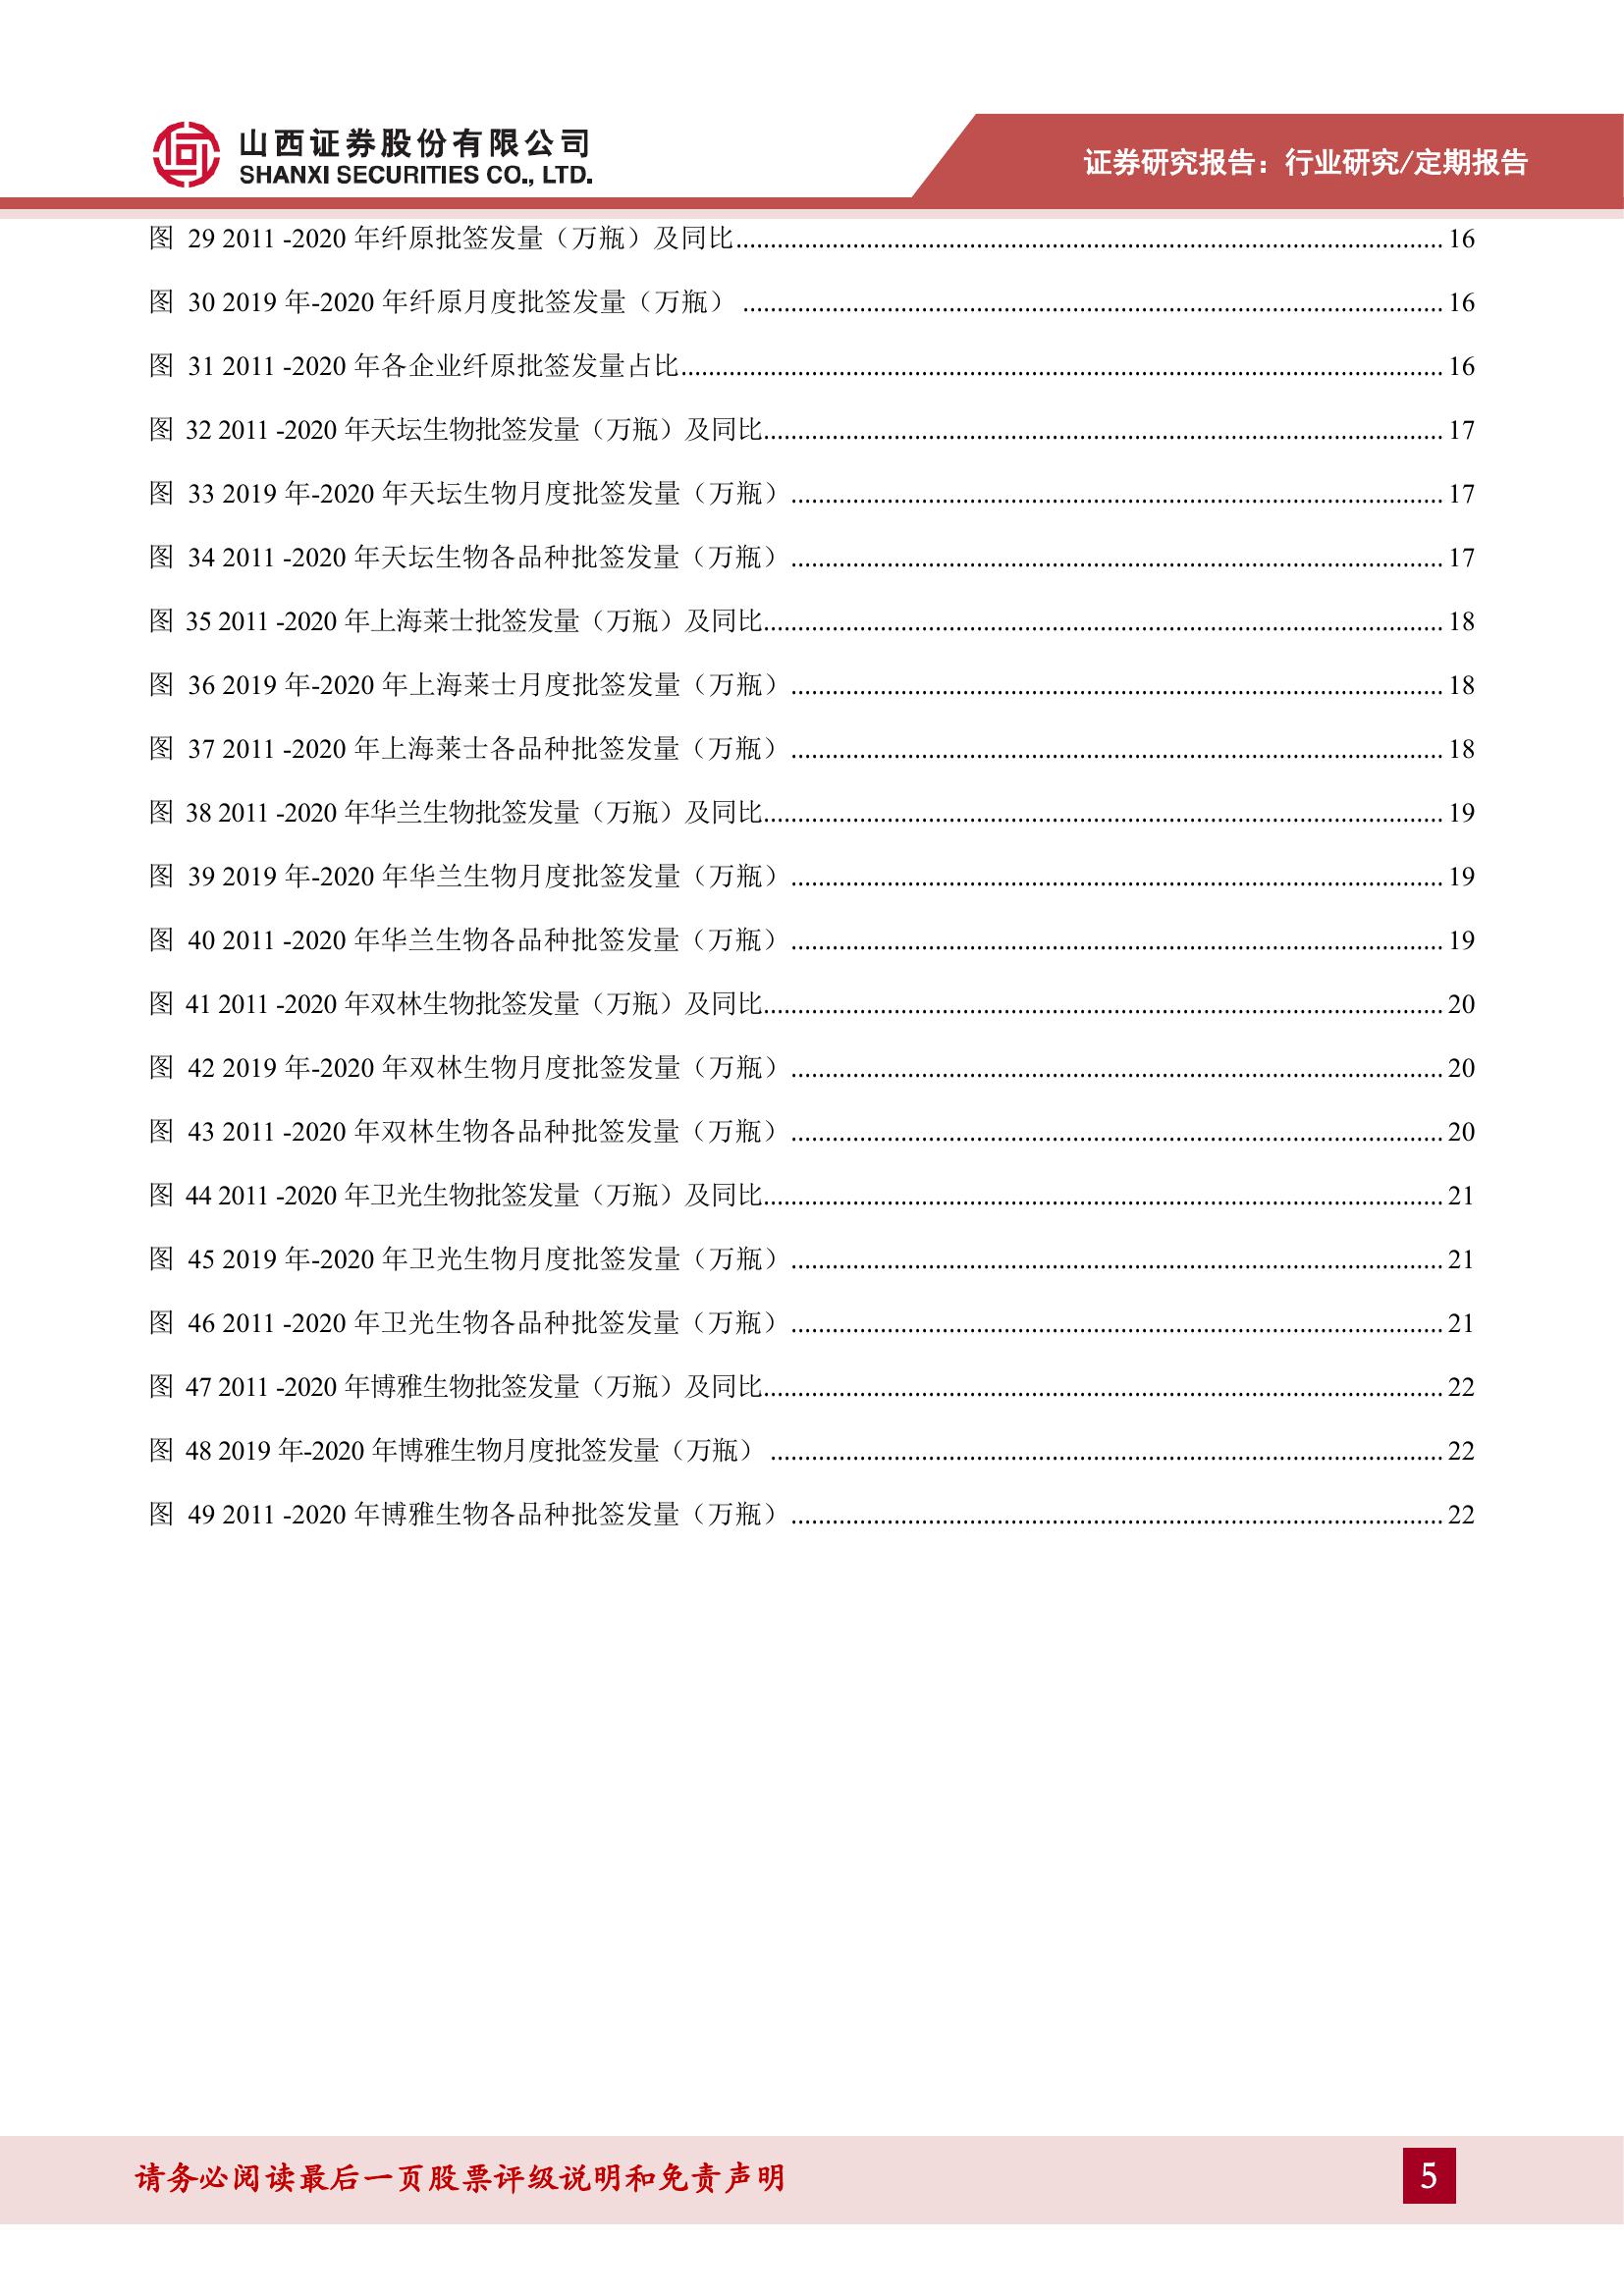 山西证券股份有限公司
SHANXI SECURITIES CO., LTD.
证券研究报告：行业研究/定期报告
图 29 2011 -2020 年纤原批签发量（万瓶）及同比 16
图 30 2019 年-2020 年纤原月度批签发量（万瓶） 16
图 31 2011 -2020 年各企业纤原批签发量占比 16
图 32 2011 -2020 年天坛生物批签发量（万瓶）及同比 17
图 33 2019 年-2020 年天坛生物月度批签发量（万瓶） 17
图 34 2011 -2020 年天坛生物各品种批签发量（万瓶） 17
图 35 2011 -2020 年上海莱士批签发量（万瓶）及同比 18
图 36 2019 年-2020 年上海莱士月度批签发量（万瓶） 18
图 37 2011 -2020 年上海莱士各品种批签发量（万瓶） 18
图 38 2011 -2020 年华兰生物批签发量（万瓶）及同比 19
图 39 2019 年-2020 年华兰生物月度批签发量（万瓶） 19
图 40 2011 -2020 年华兰生物各品种批签发量（万瓶） 19
图 41 2011 -2020 年双林生物批签发量（万瓶）及同比 20
图 42 2019 年-2020 年双林生物月度批签发量（万瓶） 20
图 43 2011 -2020 年双林生物各品种批签发量（万瓶） 20
图 44 2011 -2020 年卫光生物批签发量（万瓶）及同比 21
图 45 2019 年-2020 年卫光生物月度批签发量（万瓶） 21
图 46 2011 -2020 年卫光生物各品种批签发量（万瓶） 21
图 47 2011 -2020 年博雅生物批签发量（万瓶）及同比 22
图 48 2019 年-2020 年博雅生物月度批签发量（万瓶） 22
图 49 2011 -2020 年博雅生物各品种批签发量（万瓶） 22
请务必阅读最后一页股票评级说明和免责声明
5